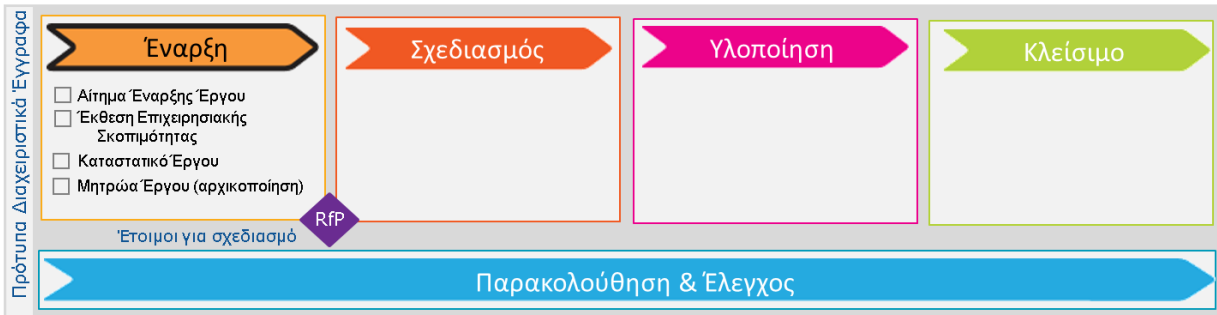 Πρότυπα Διαχειριστικά Έγγραφα
Έναρξη
Αίτημα Έναρξης Έργου
Έκθεση Επιχειρησιακής
Σκοπιμότητας
Καταστατικό Έργου
Μητρώα Έργου (αρχικοποίηση)
RfP
Έτοιμοι για σχεδιασμό
Σχεδιασμός
Υλοποίηση
Κλείσιμο
Παρακολούθηση & Έλεγχος